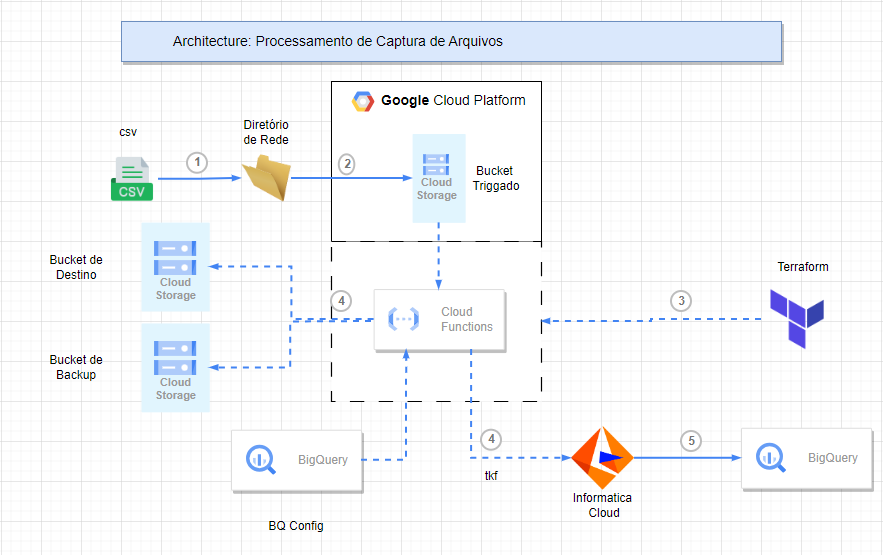 Architecture: Processamento de Captura de Arquivos
Google Cloud Platform
csv
CSV
1
Diretório
de Rede
2
Cloud
Storage
Bucket
Triggado
Bucket de
Destino
Cloud
Storage
4
Cloud
Functions
3
Terraform
Bucket de
Backup
Cloud
Storage
BigQuery
BQ Config
4
tkf
Informatica
Cloud
5
BigQuery